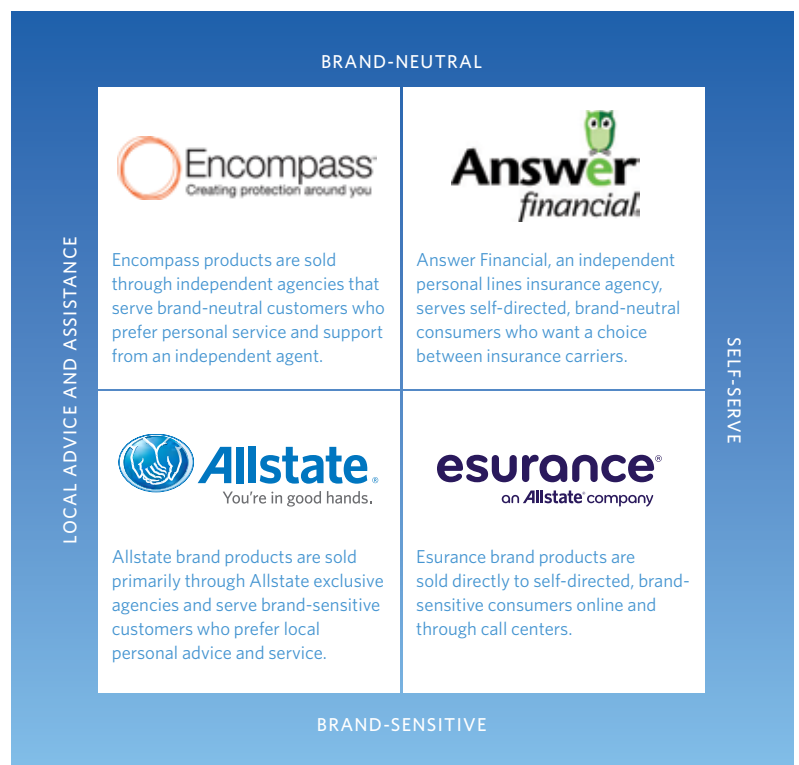 BRAND-NEUTRAL
LOCAL ADVICE AND ASSISTANCE
Encompass™
Creating protection around you
Encompass products are sold
through independent agencies that
serve brand-neutral customers who
prefer personal service and support
from an independent agent.
Answer
financial®
Answer Financial, an independent
personal lines insurance agency,
serves self-directed, brand-neutral
consumers who want a choice
between insurance carriers.
SELF-SERVE
Allstate®
You're in good hands.
Allstate brand products are sold
primarily through Allstate exclusive
agencies and serve brand-sensitive
customers who prefer local
personal advice and service.
esurance®
an Allstate® company
Esurance brand products are
sold directly to self-directed, brand-
sensitive consumers online and
through call centers.
BRAND-SENSITIVE